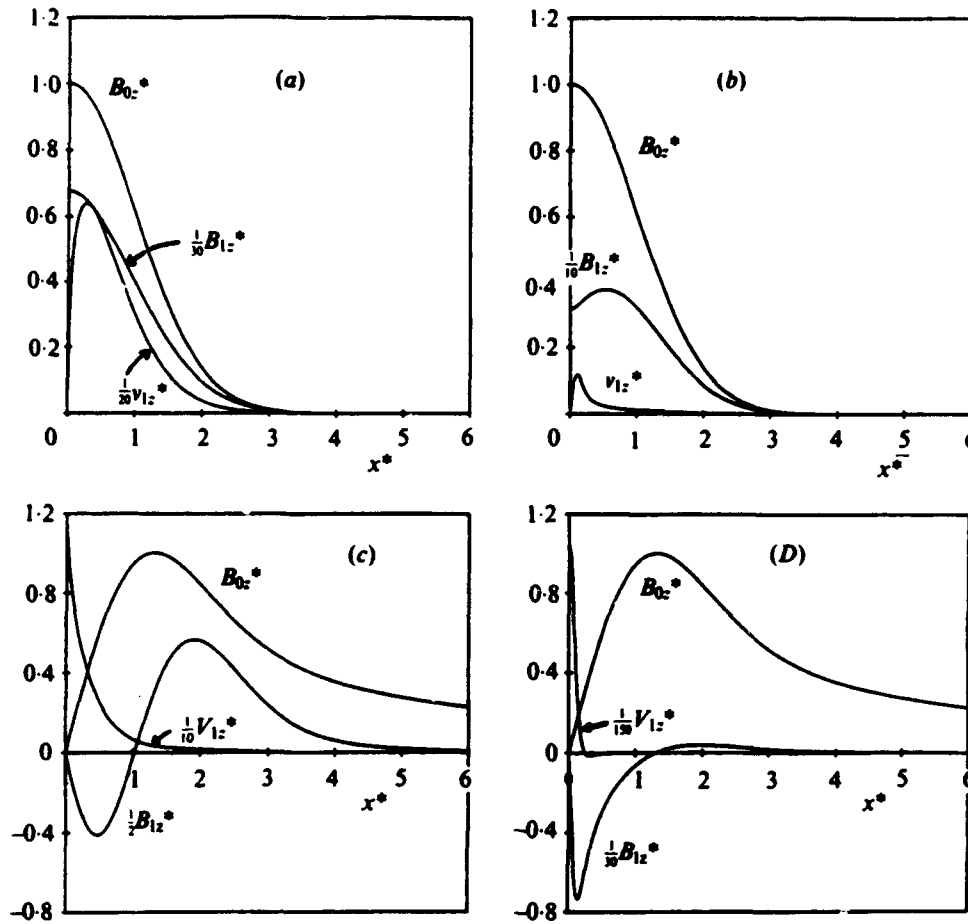 1·2
1·0
0·8
0·6
0·4
0·2
0 1 2 3 4 5 6
x*
(a)
B₀z*
1/30 B₁z*
1/20 v₁z*
1·2
1·0
0·8
0·6
0·4
0·2
0 1 2 3 4 5 6
x*
(b)
B₀z*
1/10 B₁z*
v₁z*
1·2
0·8
0·4
0
−0·4
−0·8
0 1 2 3 4 5 6
x*
(c)
B₀z*
1/10 V₁z*
1/2 B₁z*
1·2
0·8
0·4
0
−0·4
−0·8
0 1 2 3 4 5 6
x*
(D)
B₀z*
1/150 V₁z*
1/30 B₁z*